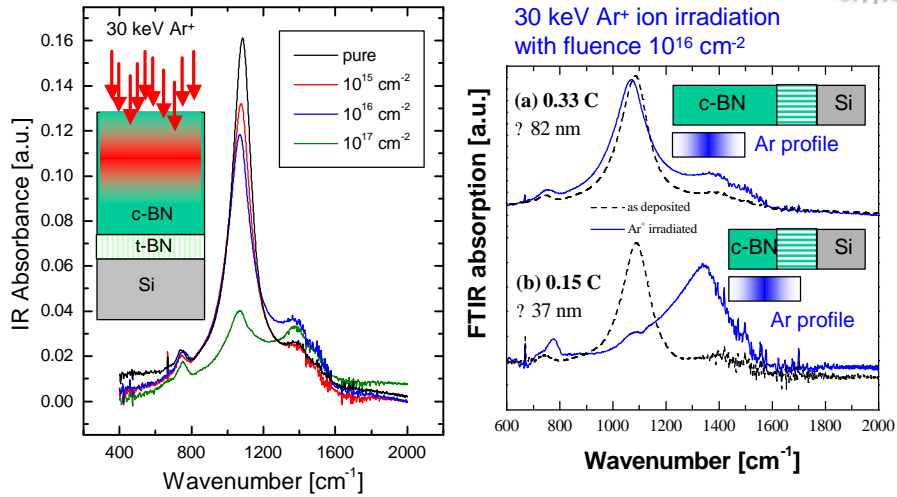 30 keV Ar⁺
pure
10¹⁵ cm⁻²
10¹⁶ cm⁻²
10¹⁷ cm⁻²
c-BN
t-BN
Si
0.16
0.14
0.12
0.10
0.08
0.06
0.04
0.02
0.00
IR Absorbance [a.u.]
400 800 1200 1600 2000
Wavenumber [cm⁻¹]
30 keV Ar⁺ ion irradiation
with fluence 10¹⁶ cm⁻²
(a) 0.33 C
? 82 nm
c-BN Si
Ar profile
as deposited
Ar⁺ irradiated
(b) 0.15 C
? 37 nm
c-BN Si
Ar profile
FTIR absorption [a.u.]
600 800 1000 1200 1400 1600 1800 2000
Wavenumber [cm⁻¹]